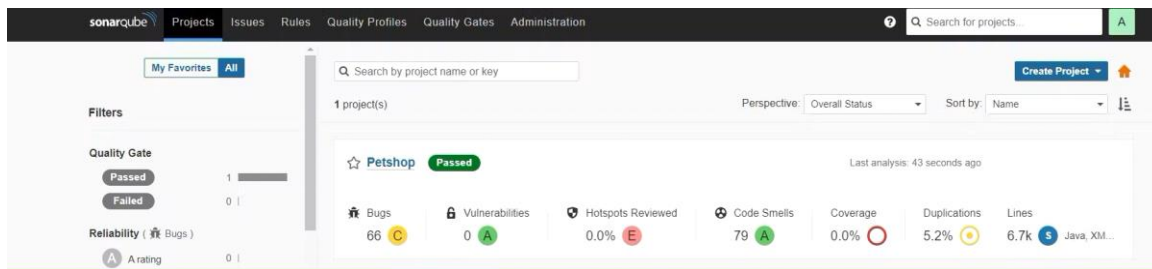 sonarqube Projects Issues Rules Quality Profiles Quality Gates Administration ? Search for projects... A
My Favorites All
Search by project name or key
Create Project
1 project(s)
Perspective: Overall Status Sort by: Name
Filters
Quality Gate
Passed 1
Failed 0
Reliability ( Bugs )
A A rating 0
Petshop Passed Last analysis: 43 seconds ago
Bugs Vulnerabilities Hotspots Reviewed Code Smells Coverage Duplications Lines
66 C 0 A 0.0% E 79 A 0.0% 5.2% 6.7k S Java, XM...